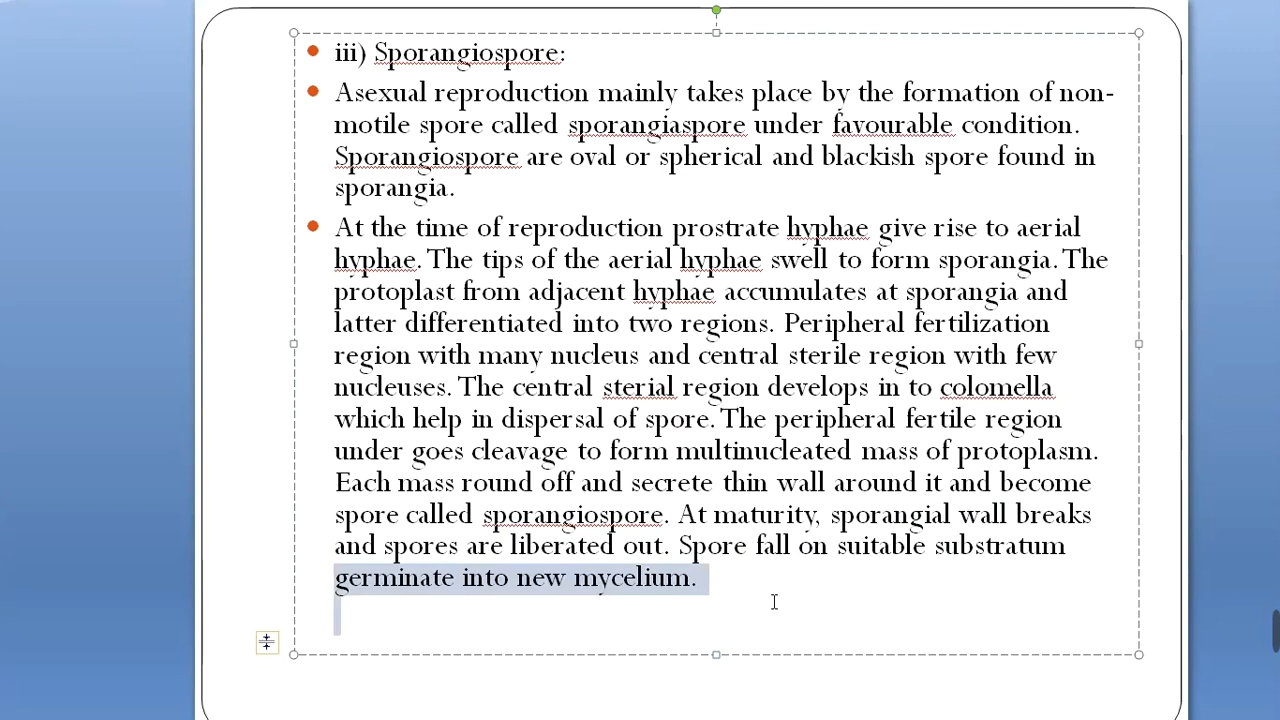 iii) Sporangiospore:
Asexual reproduction mainly takes place by the formation of non-
motile spore called sporangiaspore under favourable condition.
Sporangiospore are oval or spherical and blackish spore found in
sporangia.
At the time of reproduction prostrate hyphae give rise to aerial
hyphae. The tips of the aerial hyphae swell to form sporangia. The
protoplast from adjacent hyphae accumulates at sporangia and
latter differentiated into two regions. Peripheral fertilization
region with many nucleus and central sterile region with few
nucleuses. The central sterial region develops in to colomella
which help in dispersal of spore. The peripheral fertile region
under goes cleavage to form multinucleated mass of protoplasm.
Each mass round off and secrete thin wall around it and become
spore called sporangiospore. At maturity, sporangial wall breaks
and spores are liberated out. Spore fall on suitable substratum
germinate into new mycelium.